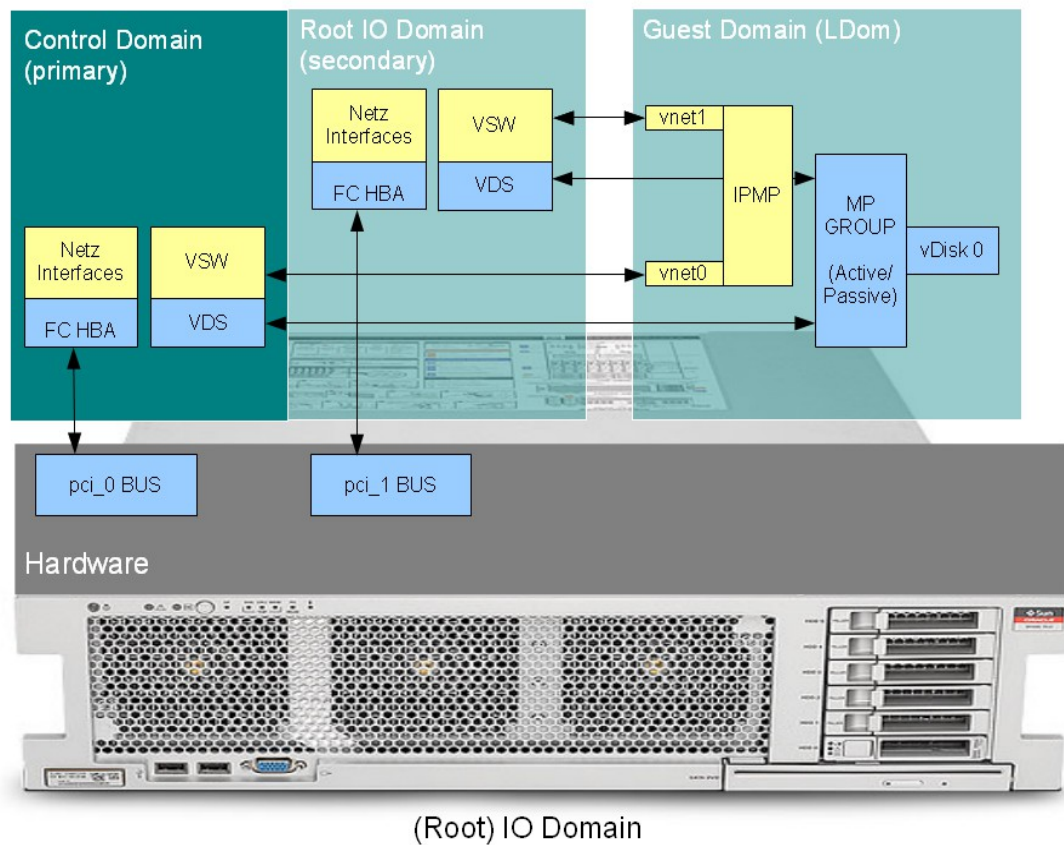 Control Domain
(primary)
Root IO Domain
(secondary)
Guest Domain (LDom)
Netz
Interfaces
FC HBA
VSW
VDS
vnet1
IPMP
vnet0
MP
GROUP
(Active/
Passive)
vDisk 0
Netz
Interfaces
FC HBA
VSW
VDS
pci_0 BUS
pci_1 BUS
Hardware
Sun
ORACLE
(Root) IO Domain